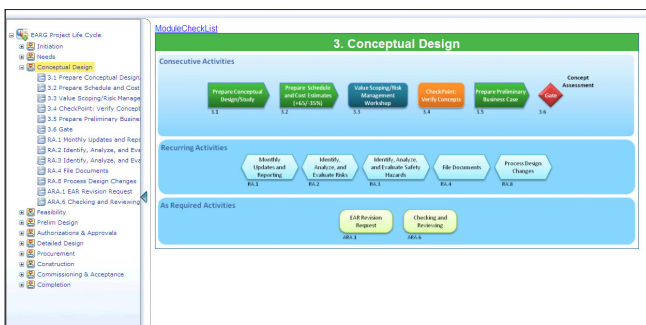 EARG Project Life Cycle
Initiation
Needs
Conceptual Design
3.1 Prepare Conceptual Design,
3.2 Prepare Schedule and Cost
3.3 Value Scoping/Risk Manage
3.4 CheckPoint: Verify Concept
3.5 Prepare Preliminary Busine
3.6 Gate
RA.1 Monthly Updates and Repo
RA.2 Identify, Analyze, and Eva
RA.3 Identify, Analyze, and Eva
RA.4 File Documents
RA.8 Process Design Changes
ARA.1 EAR Revision Request
ARA.6 Checking and Reviewing
Feasibility
Prelim Design
Authorizations & Approvals
Detailed Design
Procurement
Construction
Commissioning & Acceptance
Completion
ModuleCheckList
3. Conceptual Design
Consecutive Activities
Prepare Conceptual
Design/Study
3.1
Prepare Schedule
and Cost Estimates
(+65/-35%)
3.2
Value Scoping/Risk
Management
Workshop
3.3
CheckPoint:
Verify Concepts
3.4
Prepare Preliminary
Business Case
3.5
Gate
3.6
Concept
Assessment
Recurring Activities
Monthly
Updates and
Reporting
RA.1
Identify,
Analyze, and
Evaluate Risks
RA.2
Identify, Analyze,
and Evaluate Safety
Hazards
RA.3
File Documents
RA.4
Process Design
Changes
RA.8
As Required Activities
EAR Revision
Request
ARA.1
Checking and
Reviewing
ARA.6